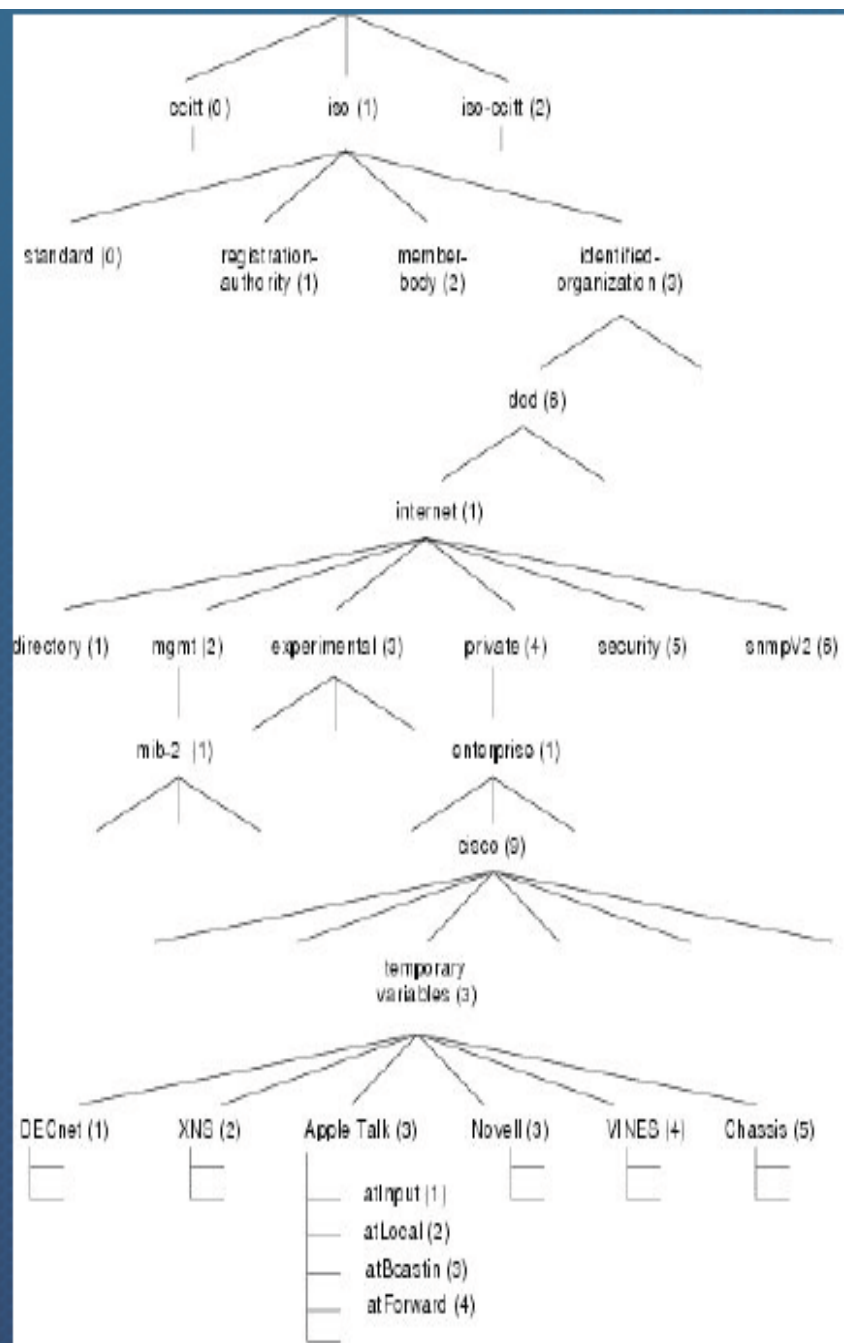 ccitt (0) iso (1) iso-ccitt (2)
standard (0) registration- member- identified-
authority (1) body (2) organization (3)
dod (6)
internet (1)
directory (1) mgmt (2) experimental (3) private (4) security (5) snmpV2 (6)
mib-2 (1) enterprise (1)
cisco (9)
temporary
variables (3)
DECnet (1) XNS (2) Apple Talk (3) Novell (3) VINES (4) Chassis (5)
atInput (1)
atLocal (2)
atBcastin (3)
atForward (4)